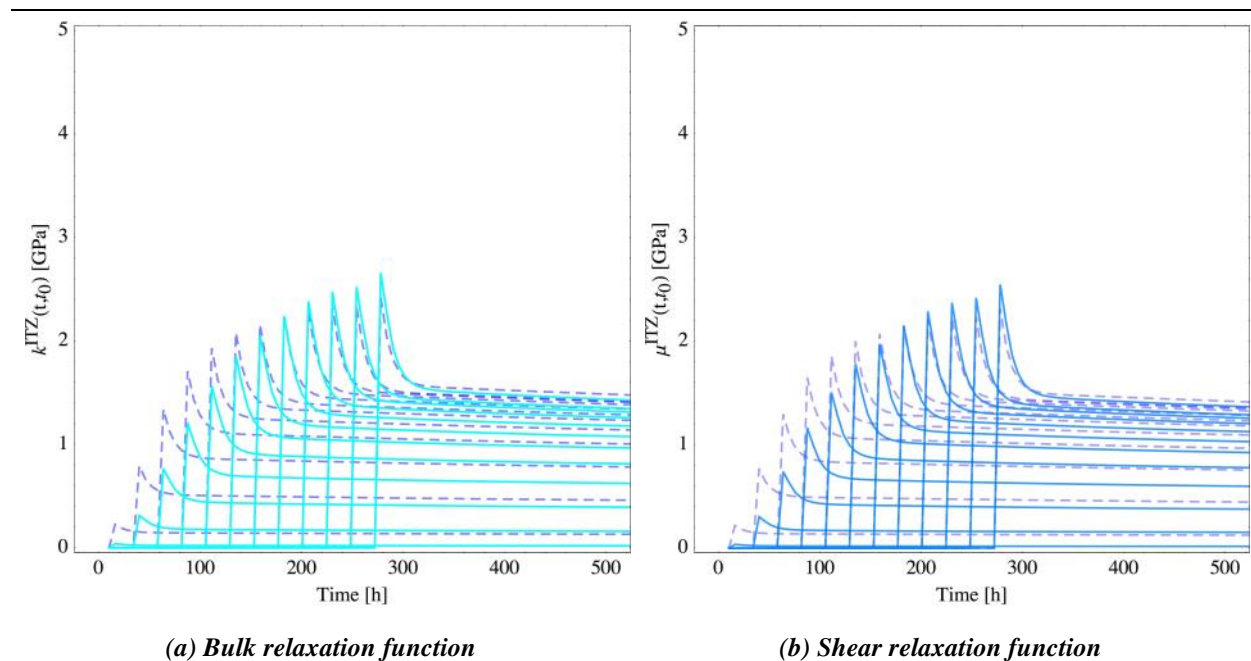 5
4
3
2
1
0
k^ITZ(t,t0) [GPa]
0 100 200 300 400 500
Time [h]
(a) Bulk relaxation function
5
4
3
2
1
0
μ^ITZ(t,t0) [GPa]
0 100 200 300 400 500
Time [h]
(b) Shear relaxation function